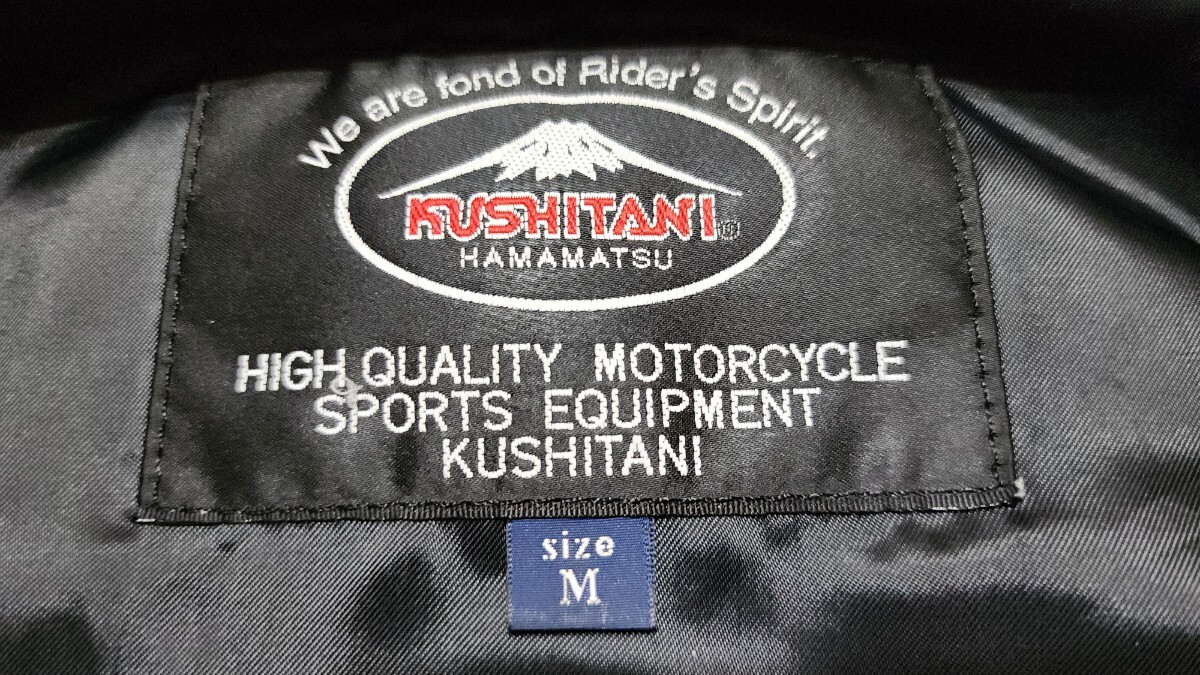 We are fond of Rider's Spirit.
KUSHITANI®
HAMAMATSU
HIGH QUALITY MOTORCYCLE
SPORTS EQUIPMENT
KUSHITANI
size
M